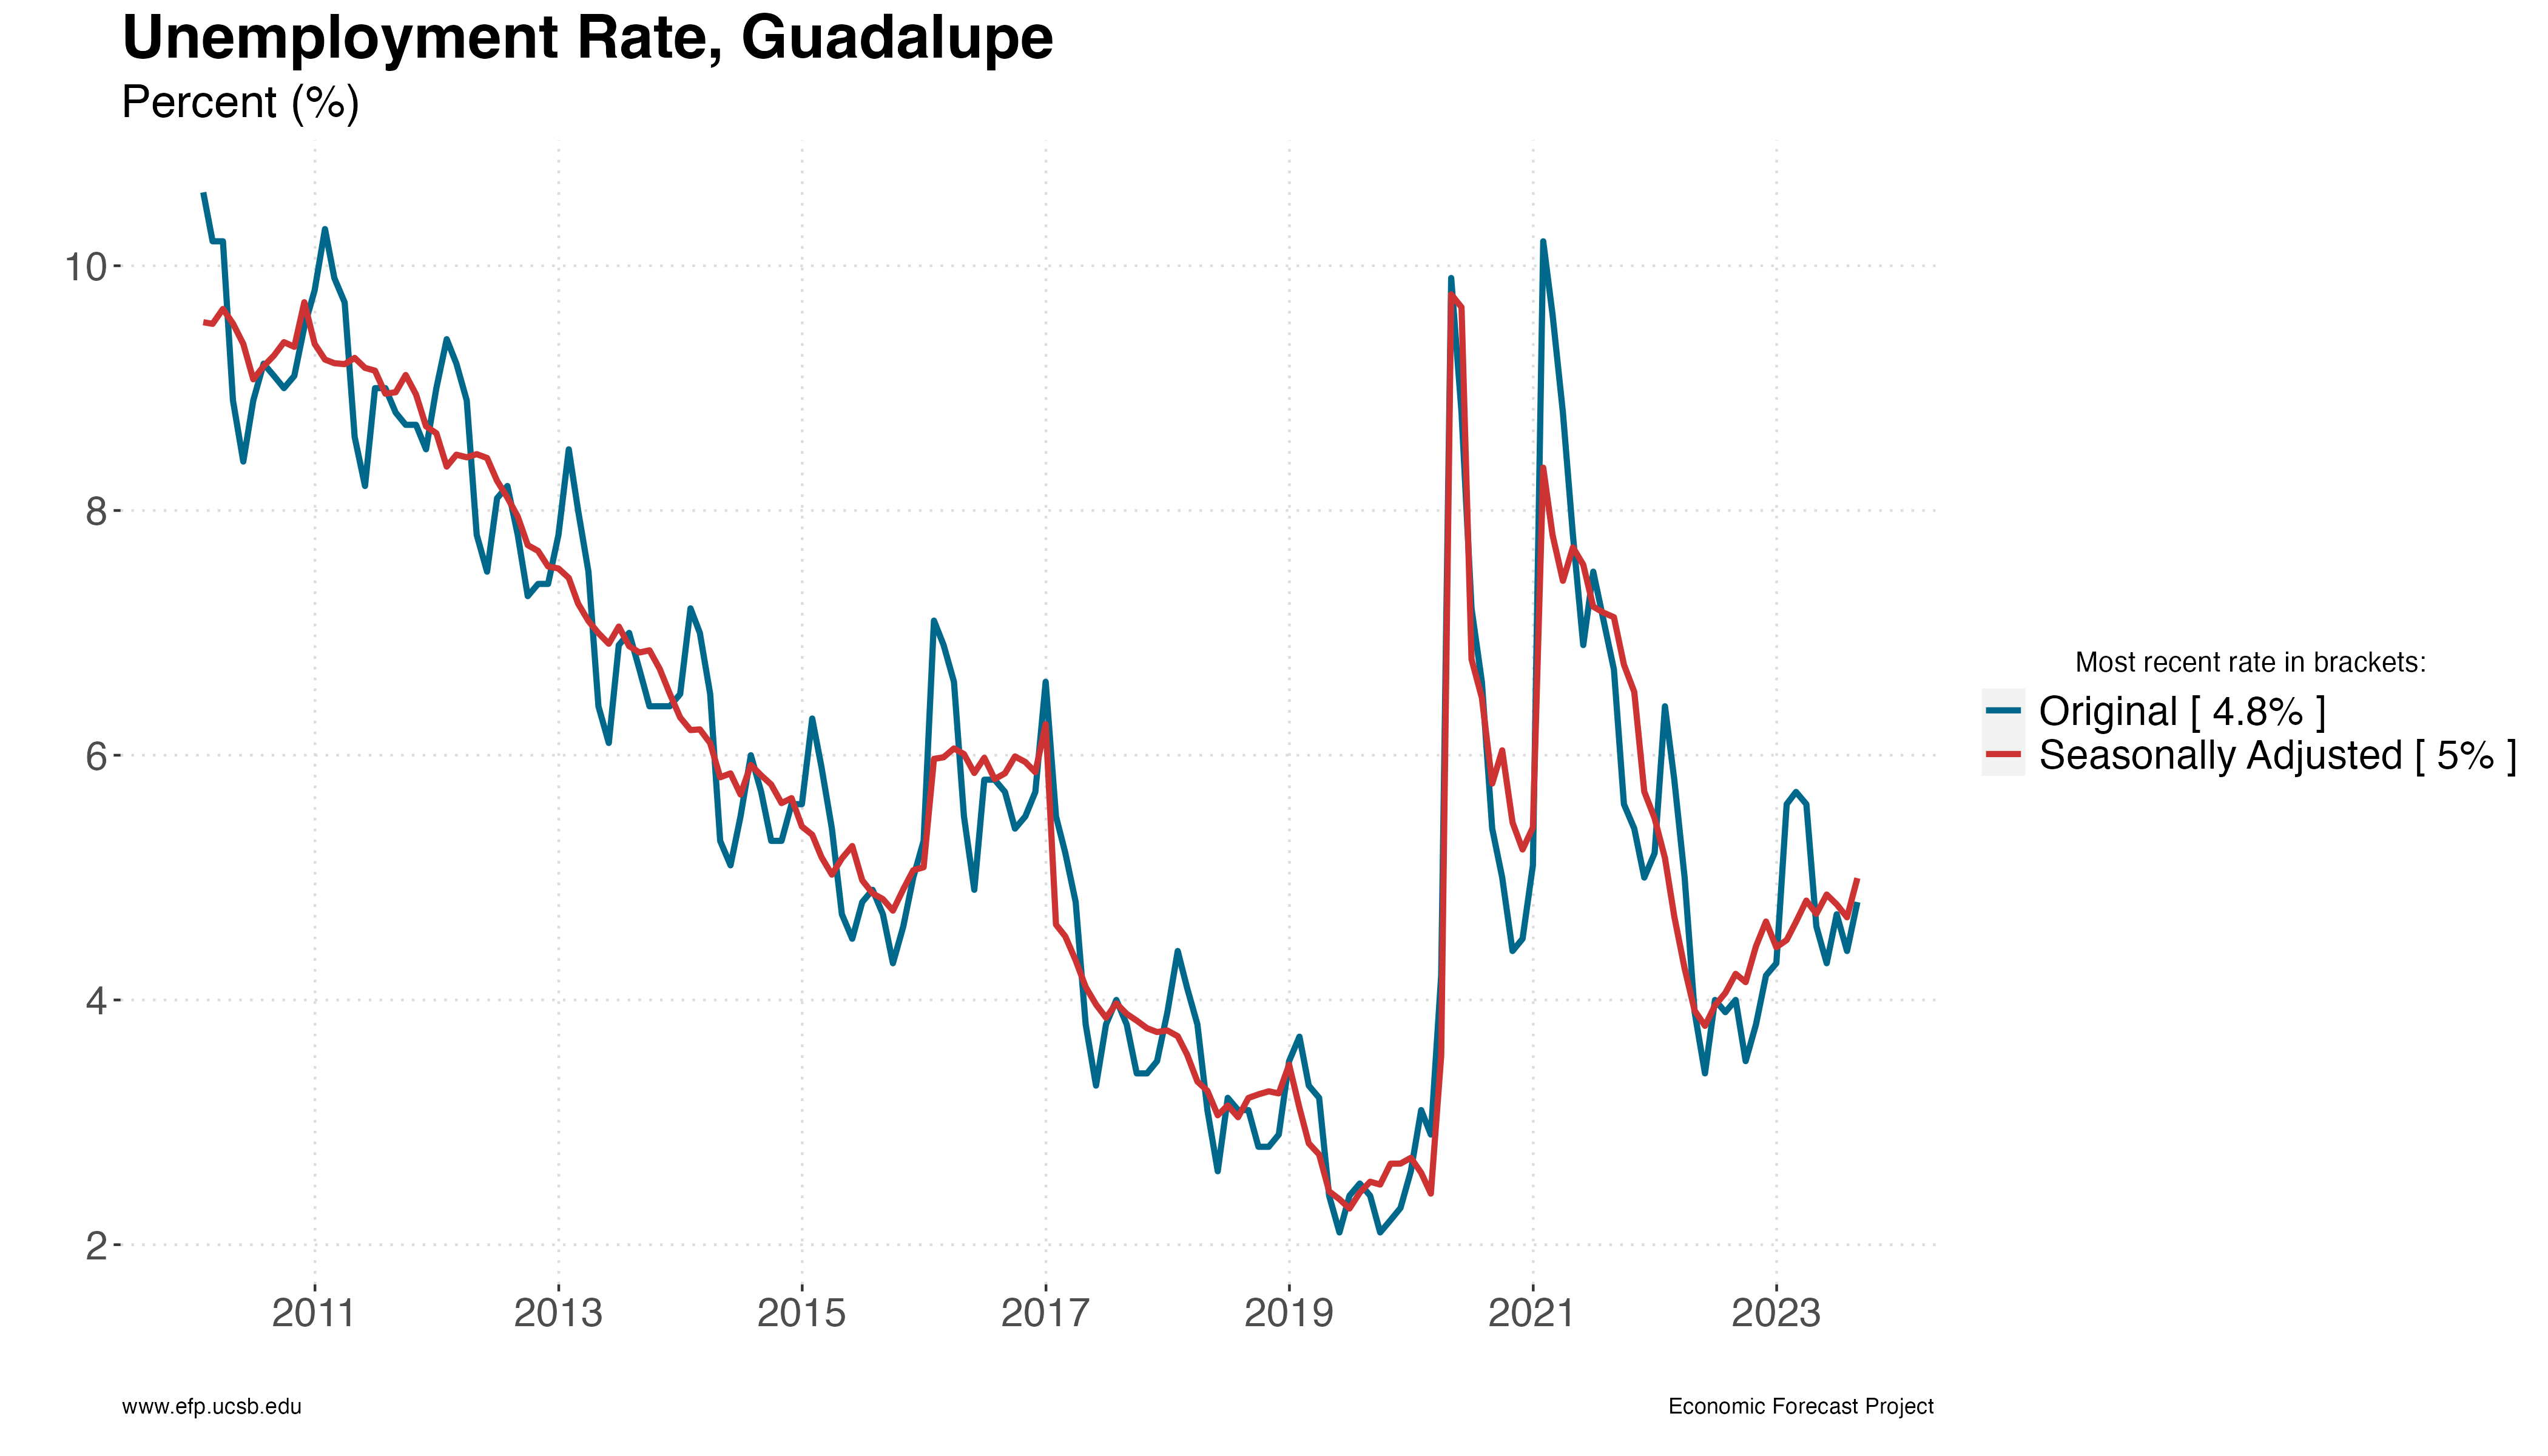 Unemployment Rate, Guadalupe
Percent (%)
10
8
6
4
2
2011 2013 2015 2017 2019 2021 2023
Most recent rate in brackets:
Original [ 4.8% ]
Seasonally Adjusted [ 5% ]
www.efp.ucsb.edu
Economic Forecast Project